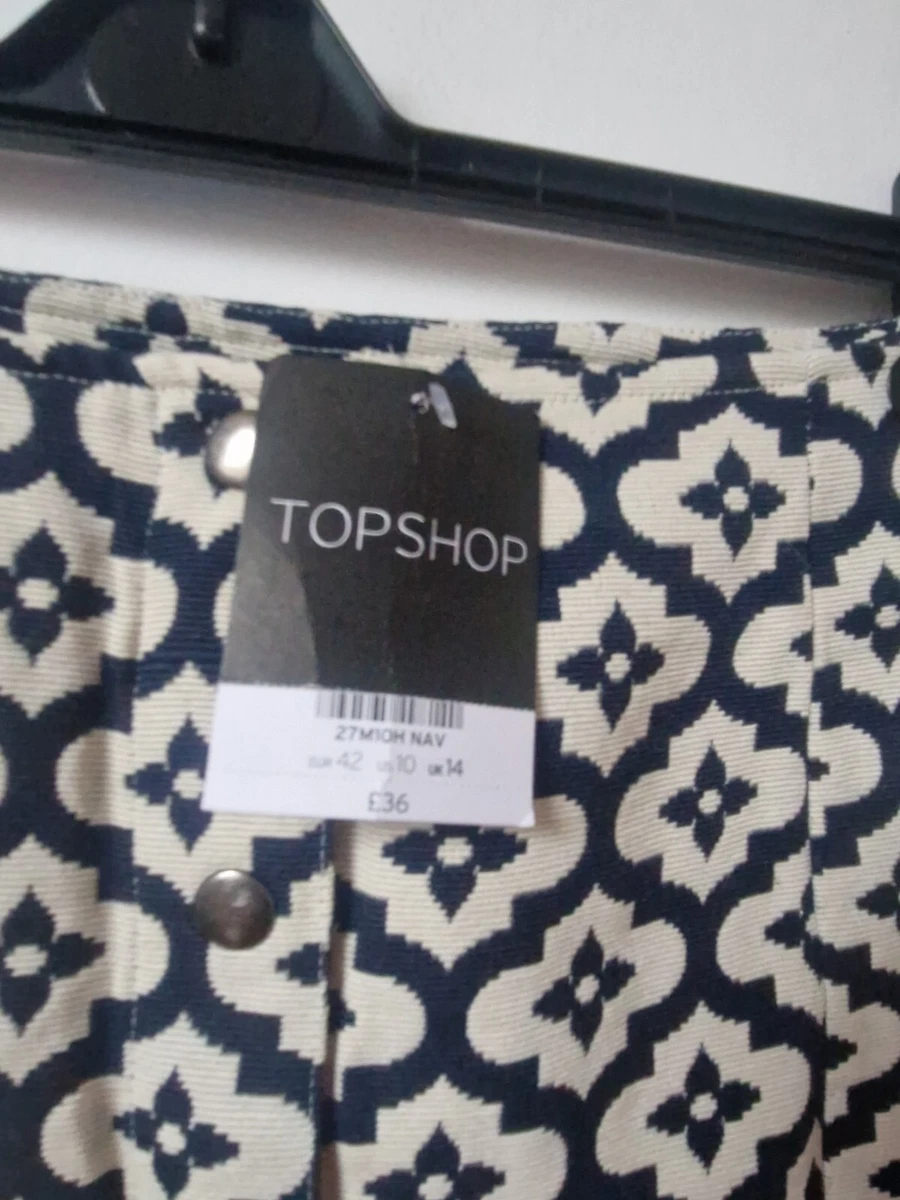 TOPSHOP
27M10H NAV
EUR 42 US 10 UK 14
£36